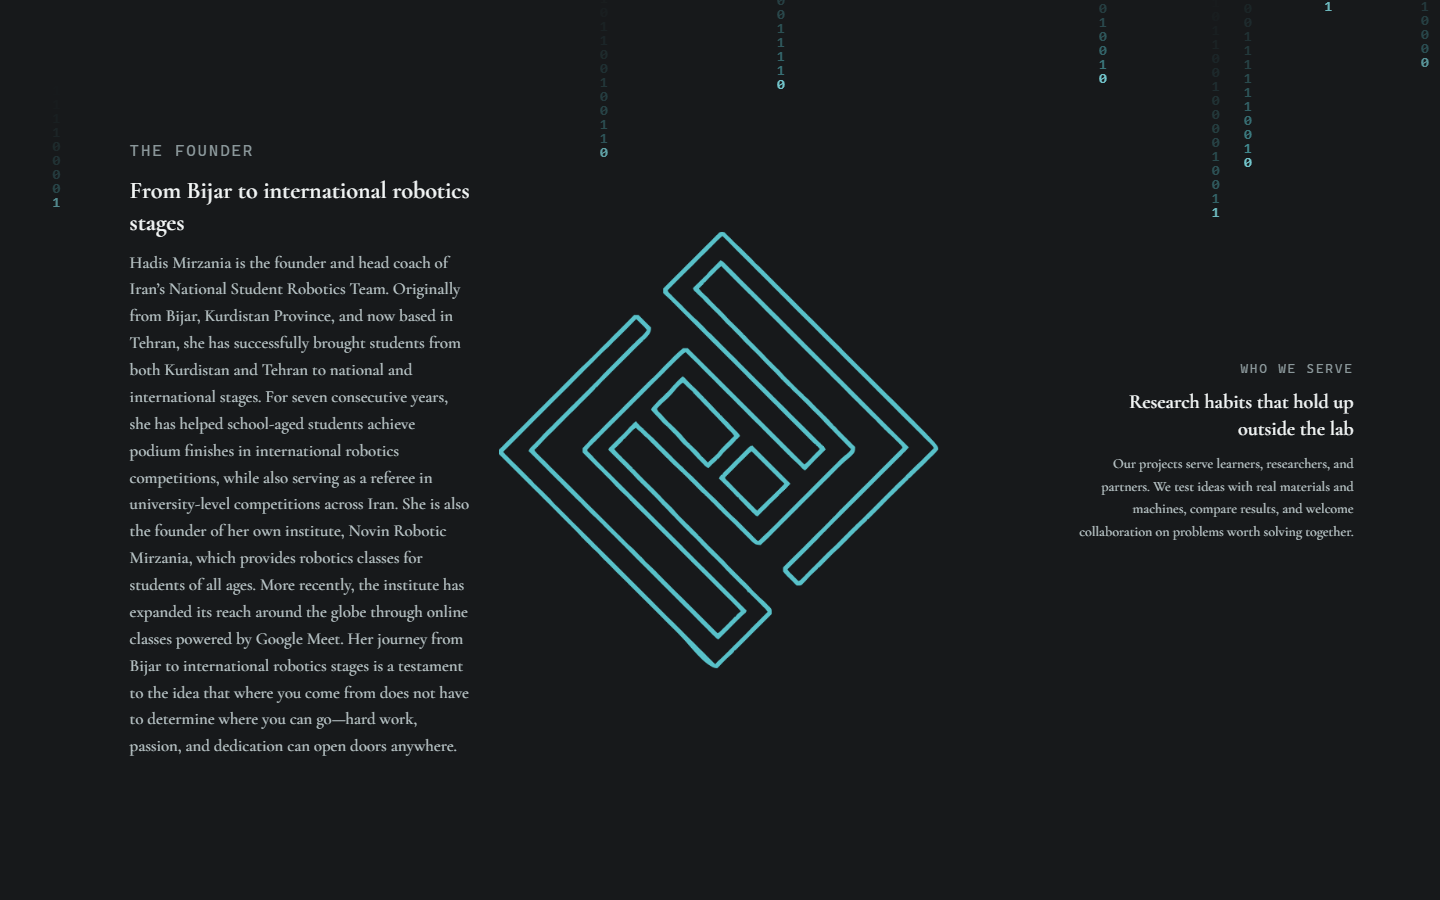 THE FOUNDER
From Bijar to international robotics
stages
Hadis Mirzania is the founder and head coach of
Iran’s National Student Robotics Team. Originally
from Bijar, Kurdistan Province, and now based in
Tehran, she has successfully brought students from
both Kurdistan and Tehran to national and
international stages. For seven consecutive years,
she has helped school-aged students achieve
podium finishes in international robotics
competitions, while also serving as a referee in
university-level competitions across Iran. She is also
the founder of her own institute, Novin Robotic
Mirzania, which provides robotics classes for
students of all ages. More recently, the institute has
expanded its reach around the globe through online
classes powered by Google Meet. Her journey from
Bijar to international robotics stages is a testament
to the idea that where you come from does not have
to determine where you can go—hard work,
passion, and dedication can open doors anywhere.
WHO WE SERVE
Research habits that hold up
outside the lab
Our projects serve learners, researchers, and
partners. We test ideas with real materials and
machines, compare results, and welcome
collaboration on problems worth solving together.